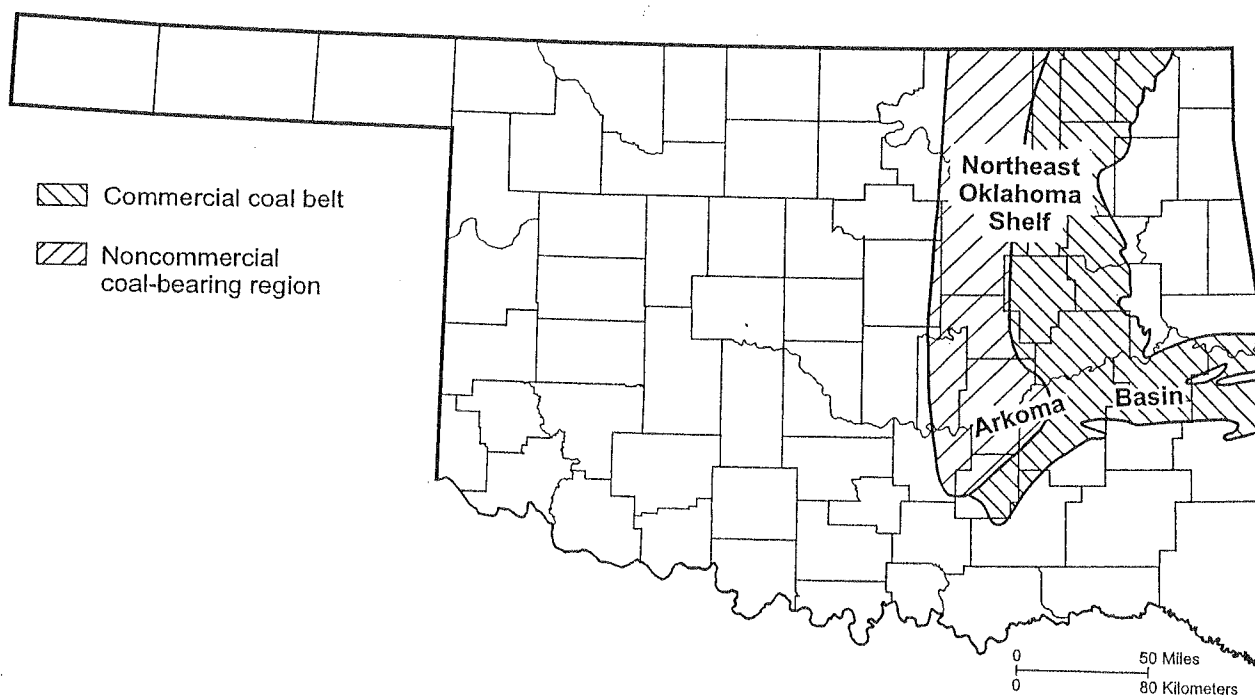 Northeast
Oklahoma
Shelf
Commercial coal belt
Noncommercial
coal-bearing region
Arkoma Basin
0 50 Miles
0 80 Kilometers